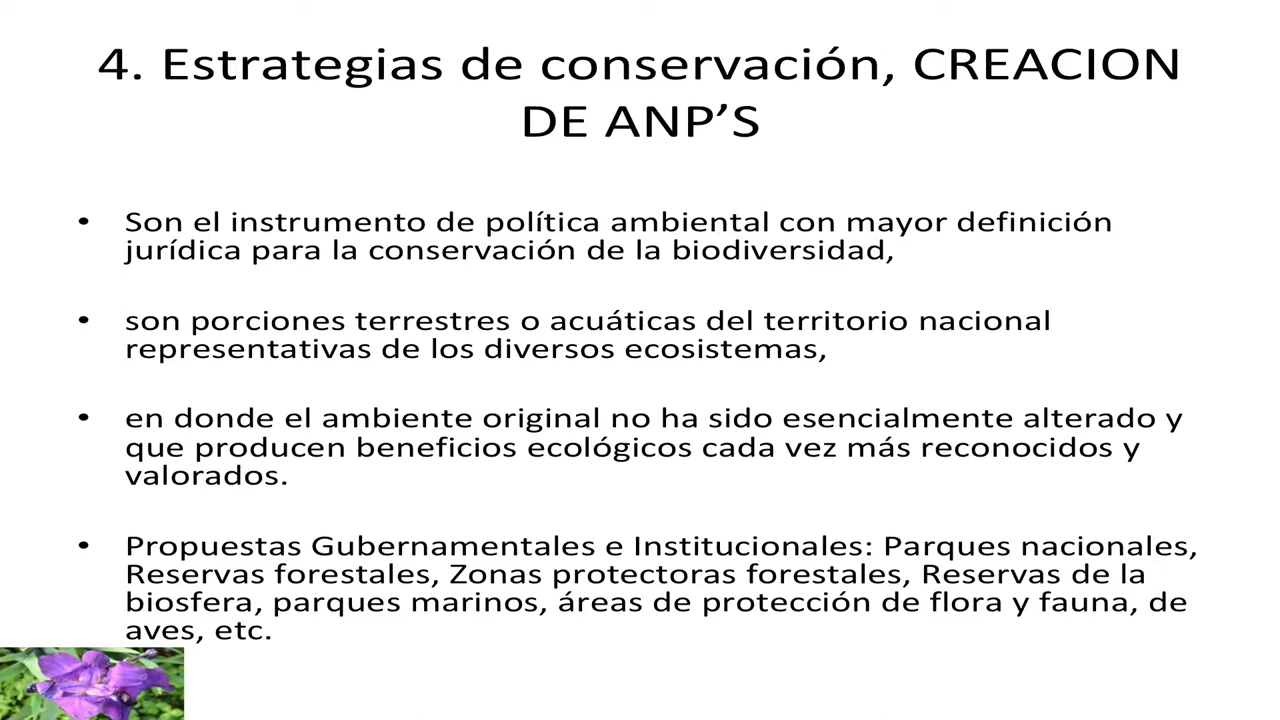 4. Estrategias de conservación, CREACION
DE ANP’S
• Son el instrumento de política ambiental con mayor definición
jurídica para la conservación de la biodiversidad,
• son porciones terrestres o acuáticas del territorio nacional
representativas de los diversos ecosistemas,
• en donde el ambiente original no ha sido esencialmente alterado y
que producen beneficios ecológicos cada vez más reconocidos y
valorados.
• Propuestas Gubernamentales e Institucionales: Parques nacionales,
Reservas forestales, Zonas protectoras forestales, Reservas de la
biosfera, parques marinos, áreas de protección de flora y fauna, de
aves, etc.